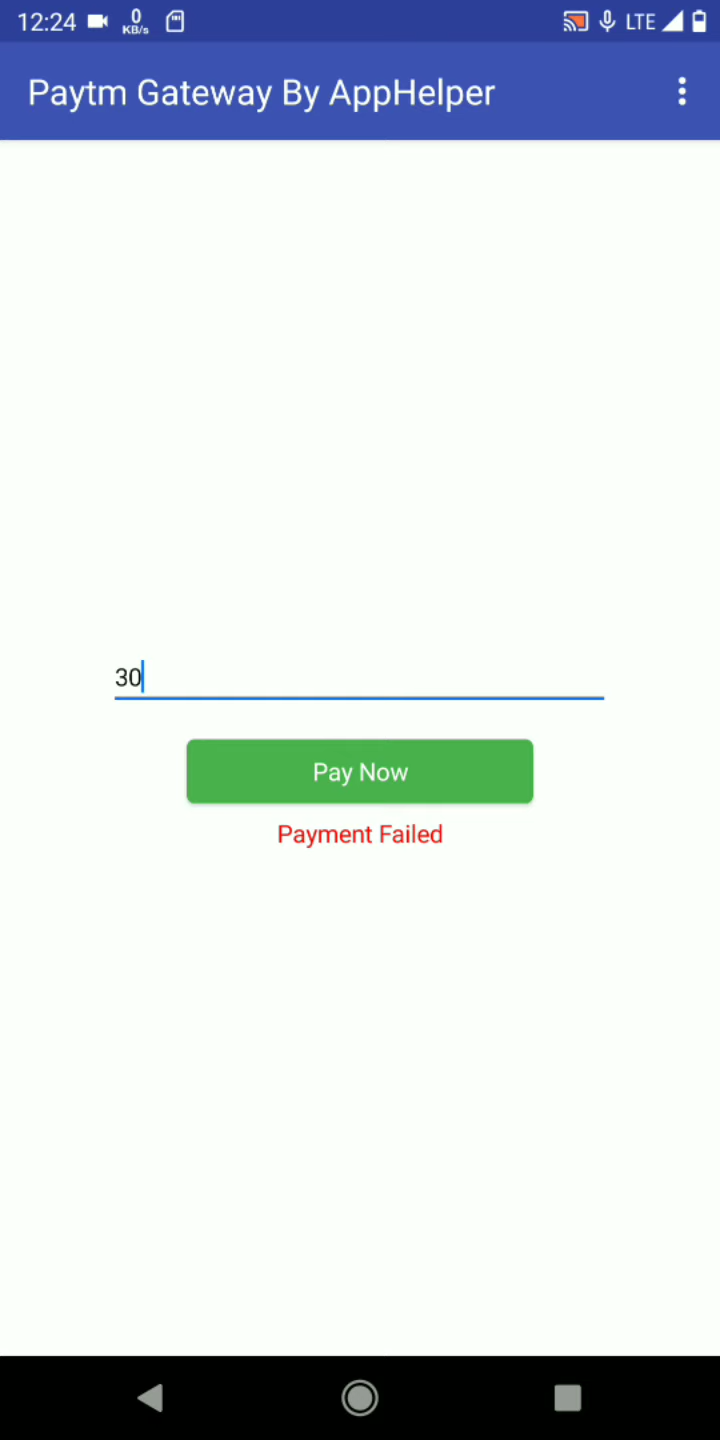 12:24 0 KB/s LTE
Paytm Gateway By AppHelper
30
Pay Now
Payment Failed